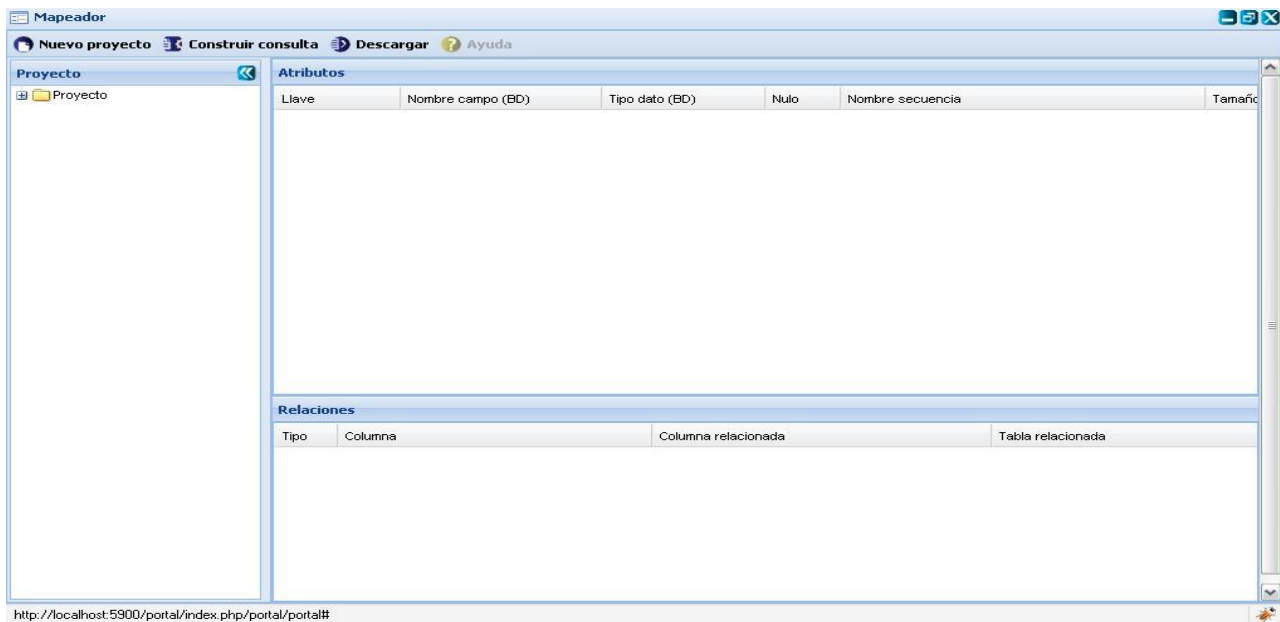 Mapeador
Nuevo proyecto Construir consulta Descargar Ayuda
Proyecto
Proyecto
Atributos
Llave Nombre campo (BD) Tipo dato (BD) Nulo Nombre secuencia Tamaño
Relaciones
Tipo Columna Columna relacionada Tabla relacionada
http://localhost:5900/portal/index.php/portal/portal#